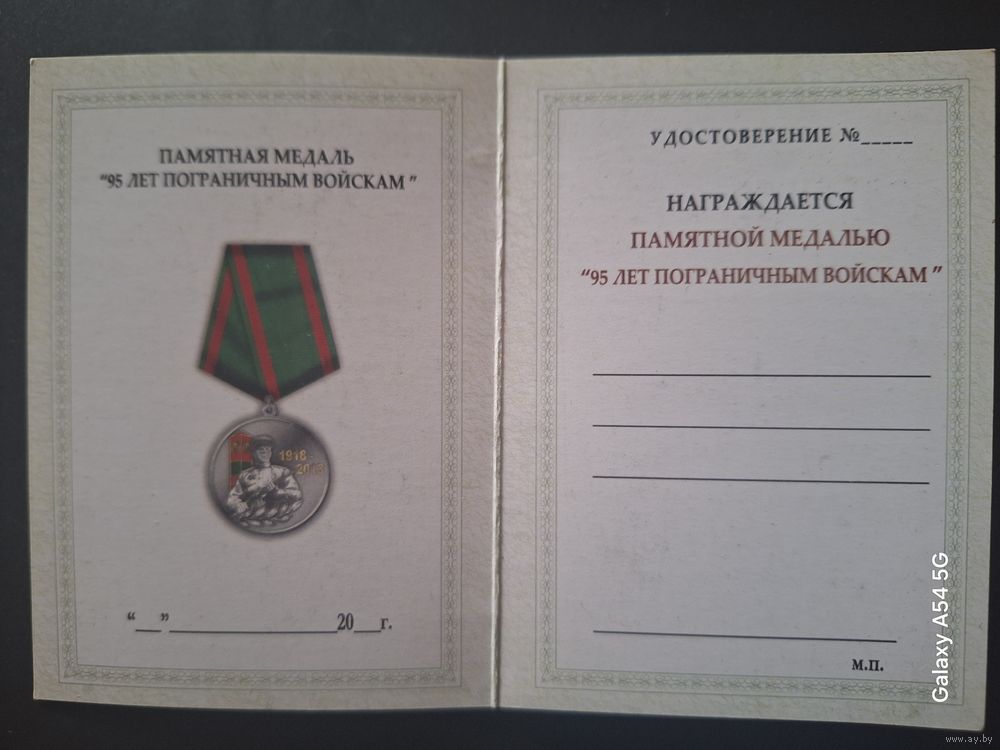 ПАМЯТНАЯ МЕДАЛЬ
"95 ЛЕТ ПОГРАНИЧНЫМ ВОЙСКАМ"
1918 -
2013
"__"_________________20__г.
УДОСТОВЕРЕНИЕ №_____
НАГРАЖДАЕТСЯ
ПАМЯТНОЙ МЕДАЛЬЮ
"95 ЛЕТ ПОГРАНИЧНЫМ ВОЙСКАМ"
М.П.
Galaxy A54 5G
www.ay.by